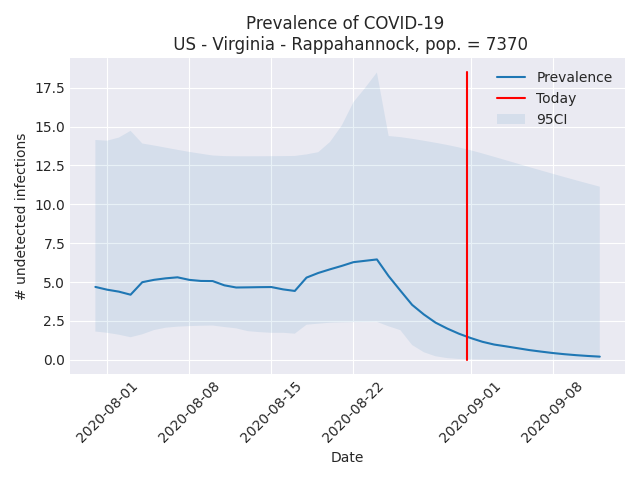 Prevalence of COVID-19
US - Virginia - Rappahannock, pop. = 7370
Prevalence
Today
95CI
# undetected infections
17.5
15.0
12.5
10.0
7.5
5.0
2.5
0.0
2020-08-01
2020-08-08
2020-08-15
2020-08-22
2020-09-01
2020-09-08
Date